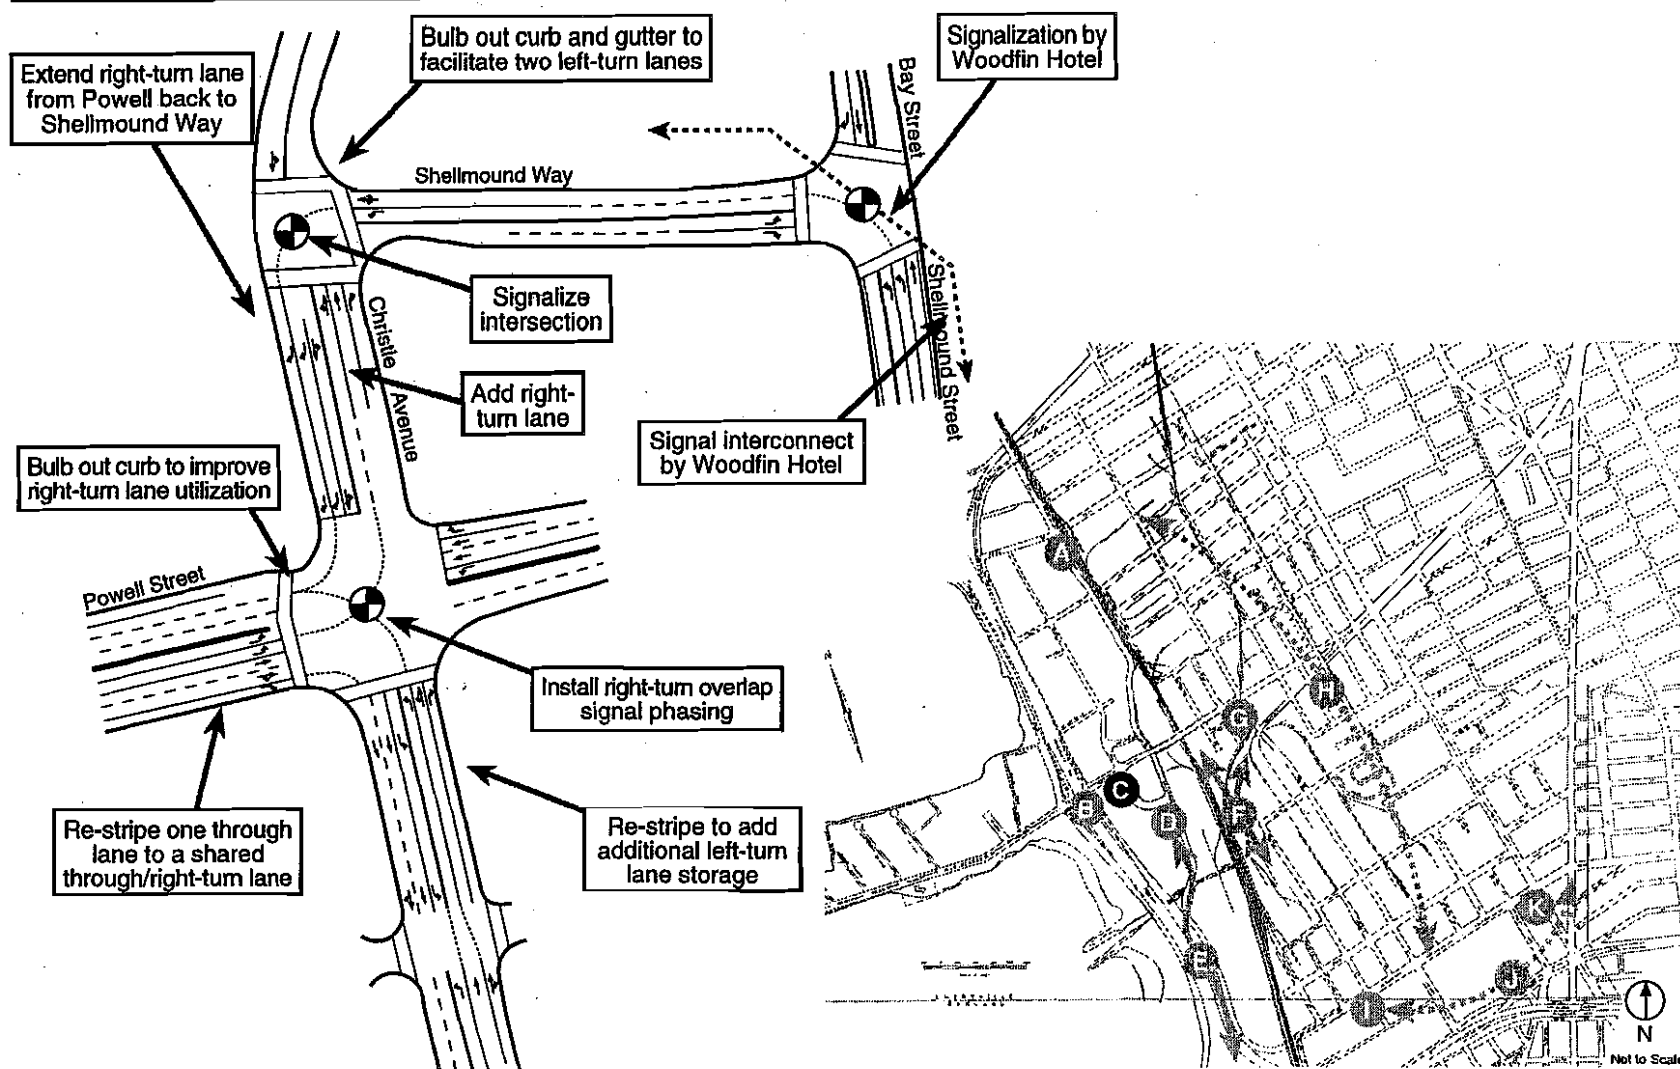 Bulb out curb and gutter to
facilitate two left-turn lanes
Signalization by
Woodfin Hotel
Extend right-turn lane
from Powell back to
Shellmound Way
Bay Street
Shellmound Way
Signalize
intersection
Christie
Avenue
Shellmound Street
Add right-
turn lane
Signal interconnect
by Woodfin Hotel
Bulb out curb to improve
right-turn lane utilization
Powell Street
Install right-turn overlap
signal phasing
Re-stripe one through
lane to a shared
through/right-turn lane
Re-stripe to add
additional left-turn
lane storage
A
H
G
C
B
D
F
K
E
J
I
N
Not to Scale